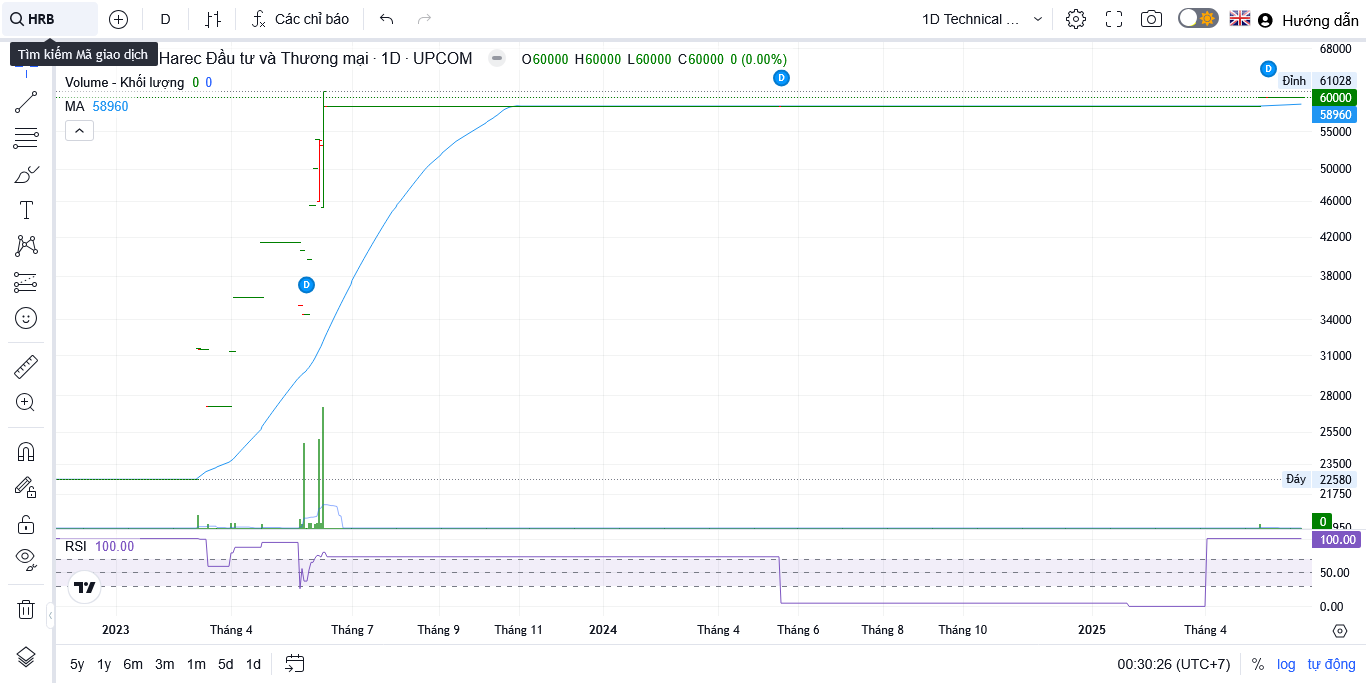 HRB
D
Các chỉ báo
1D Technical ...
Hướng dẫn
Tìm kiếm Mã giao dịch
Harec Đầu tư và Thương mại · 1D · UPCOM
O60000 H60000 L60000 C60000 0 (0.00%)
Volume - Khối lượng 0 0
MA 58960
D
D
D
68000
Đỉnh 61028
60000
58960
55000
50000
46000
42000
38000
34000
31000
28000
25500
23500
Đáy 22580
21750
0
950
RSI 100.00
100.00
50.00
0.00
2023 Tháng 4 Tháng 7 Tháng 9 Tháng 11 2024 Tháng 4 Tháng 6 Tháng 8 Tháng 10 2025 Tháng 4
5y 1y 6m 3m 1m 5d 1d
00:30:26 (UTC+7) % log tự động